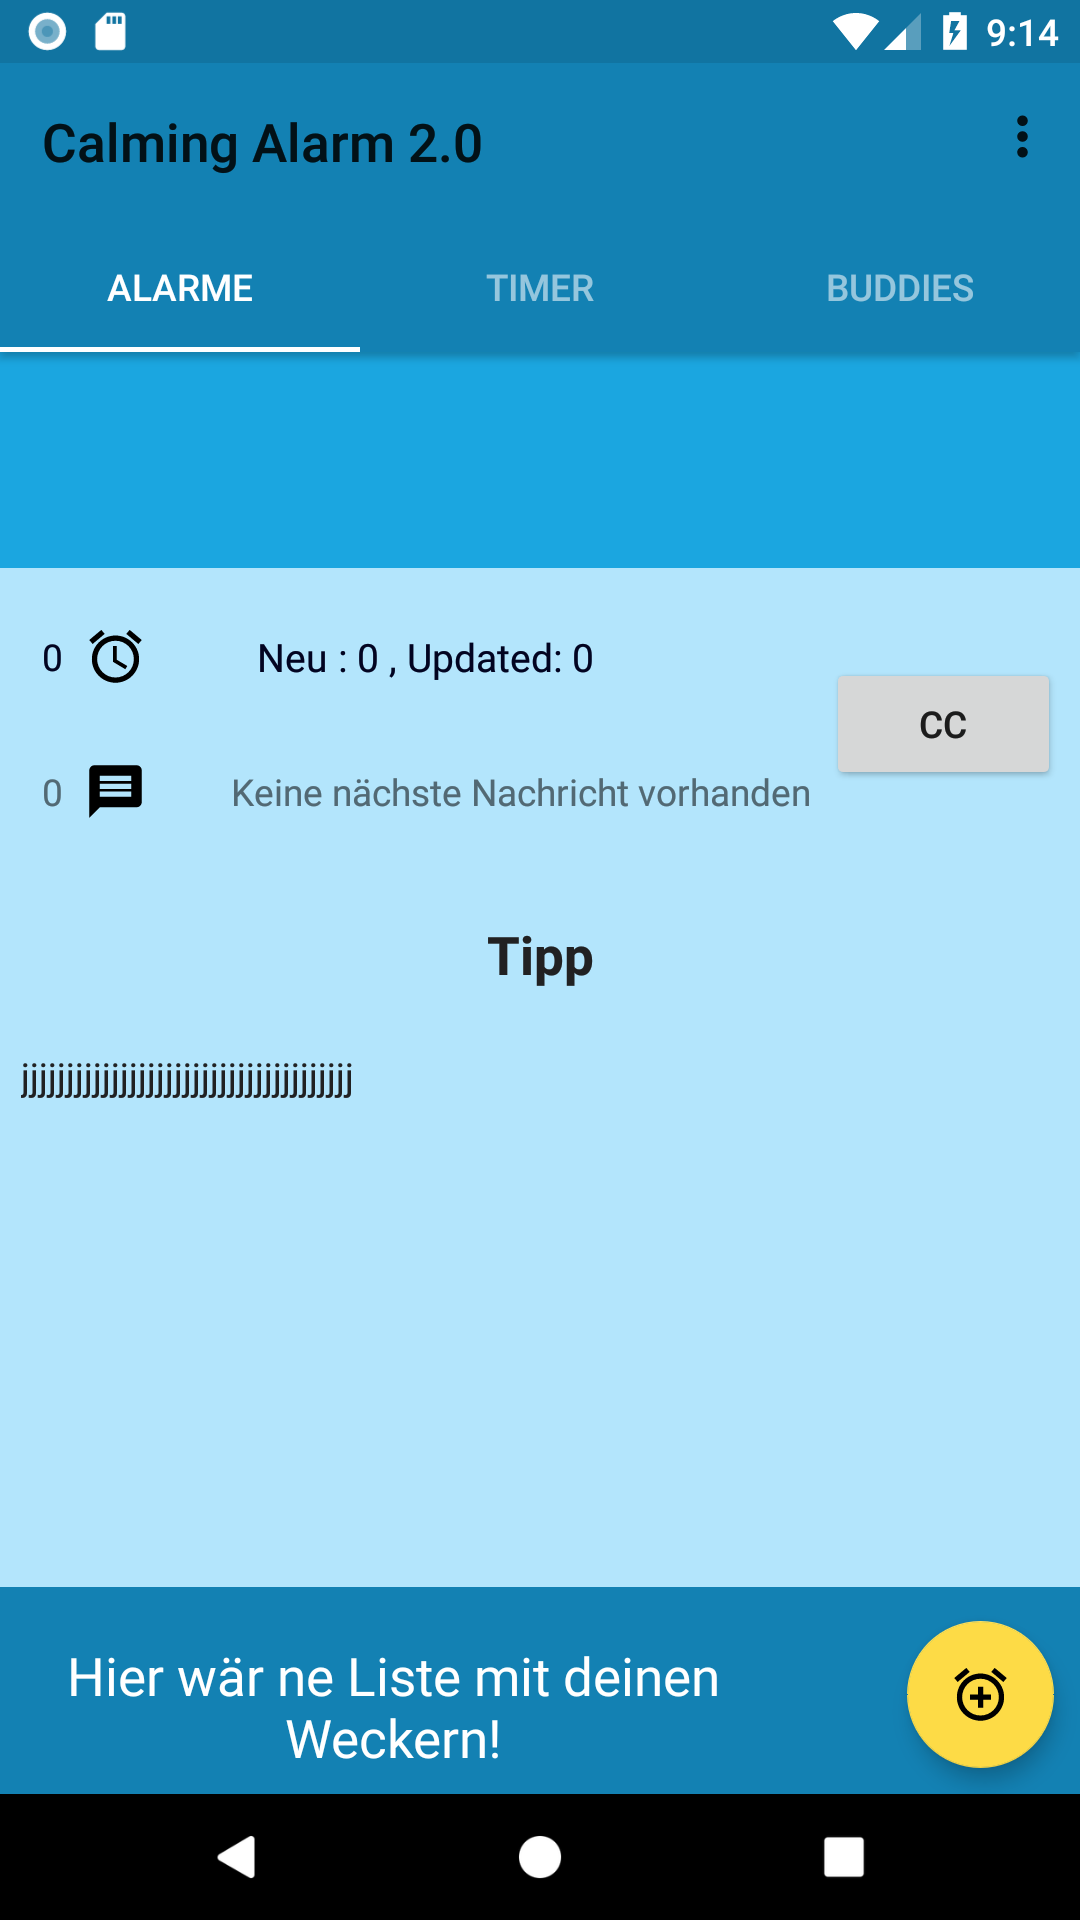 9:14
Calming Alarm 2.0
ALARME TIMER BUDDIES
0 Neu : 0 , Updated: 0
CC
0 Keine nächste Nachricht vorhanden
Tipp
Hier wär ne Liste mit deinen
Weckern!